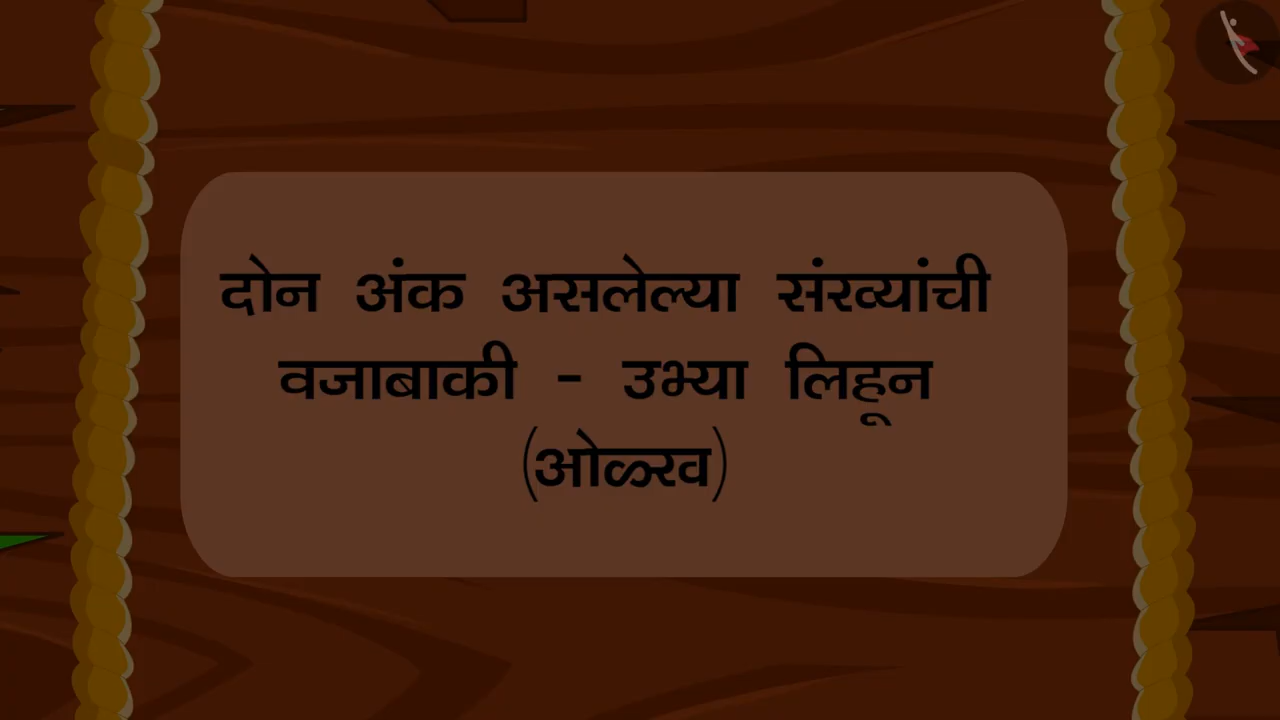 दोन अंक असलेल्या संख्यांची
वजाबाकी - उभ्या लिहून
(ओळख)